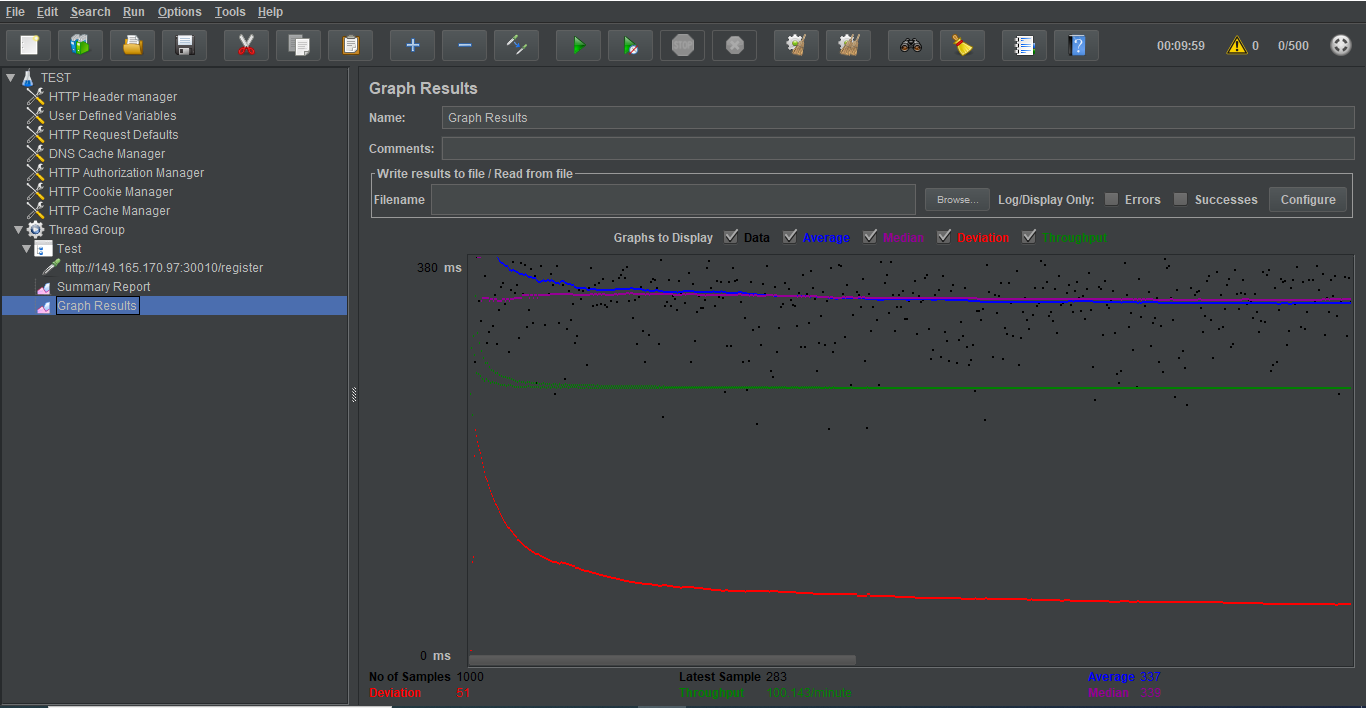 File Edit Search Run Options Tools Help
STOP 00:09:59 0 0/500
TEST
HTTP Header manager
User Defined Variables
HTTP Request Defaults
DNS Cache Manager
HTTP Authorization Manager
HTTP Cookie Manager
HTTP Cache Manager
Thread Group
Test
http://149.165.170.97:30010/register
Summary Report
Graph Results
Graph Results
Name: Graph Results
Comments:
Write results to file / Read from file
Filename Browse... Log/Display Only: Errors Successes Configure
Graphs to Display Data Average Median Deviation Throughput
380 ms
0 ms
No of Samples 1000 Latest Sample 283 Average 337
Deviation 51 Throughput 100.143/minute Median 339